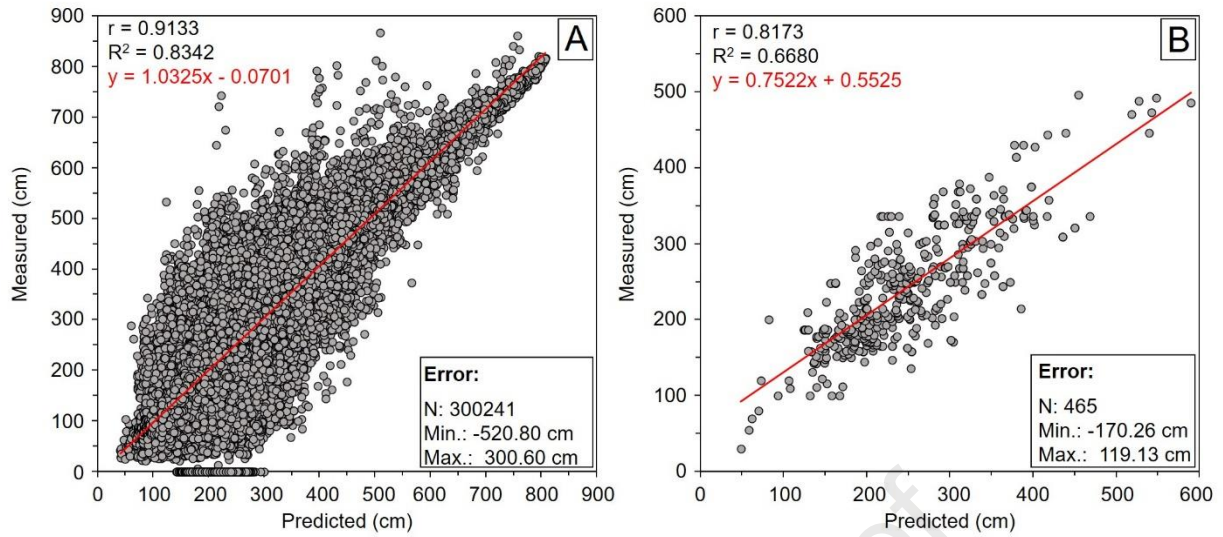 r = 0.9133
R² = 0.8342
y = 1.0325x - 0.0701
A
Measured (cm)
900
800
700
600
500
400
300
200
100
0
Error:
N: 300241
Min.: -520.80 cm
Max.: 300.60 cm
0 100 200 300 400 500 600 700 800 900
Predicted (cm)
r = 0.8173
R² = 0.6680
y = 0.7522x + 0.5525
B
Measured (cm)
600
500
400
300
200
100
0
Error:
N: 465
Min.: -170.26 cm
Max.: 119.13 cm
0 100 200 300 400 500 600
Predicted (cm)